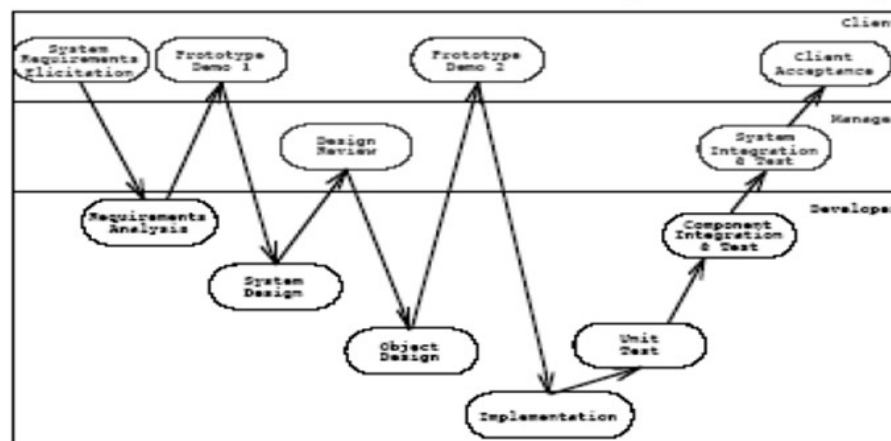 Client
System
Requirements
Elicitation
Prototype
Demo 1
Prototype
Demo 2
Client
Acceptance
Manage
Design
Review
System
Integration
& Test
Develope
Requirements
Analysis
Component
Integration
& Test
System
Design
Object
Design
Unit
Test
Implementation